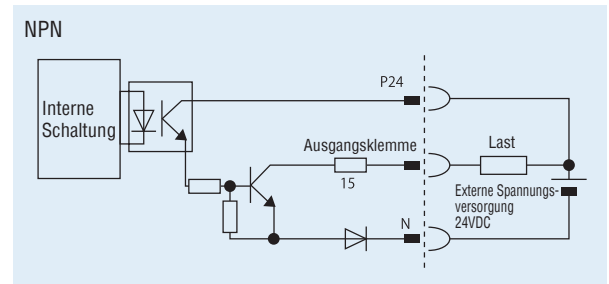 NPN
P24
Interne
Schaltung
Ausgangsklemme
Last
15
Externe Spannungs-
versorgung
24VDC
N